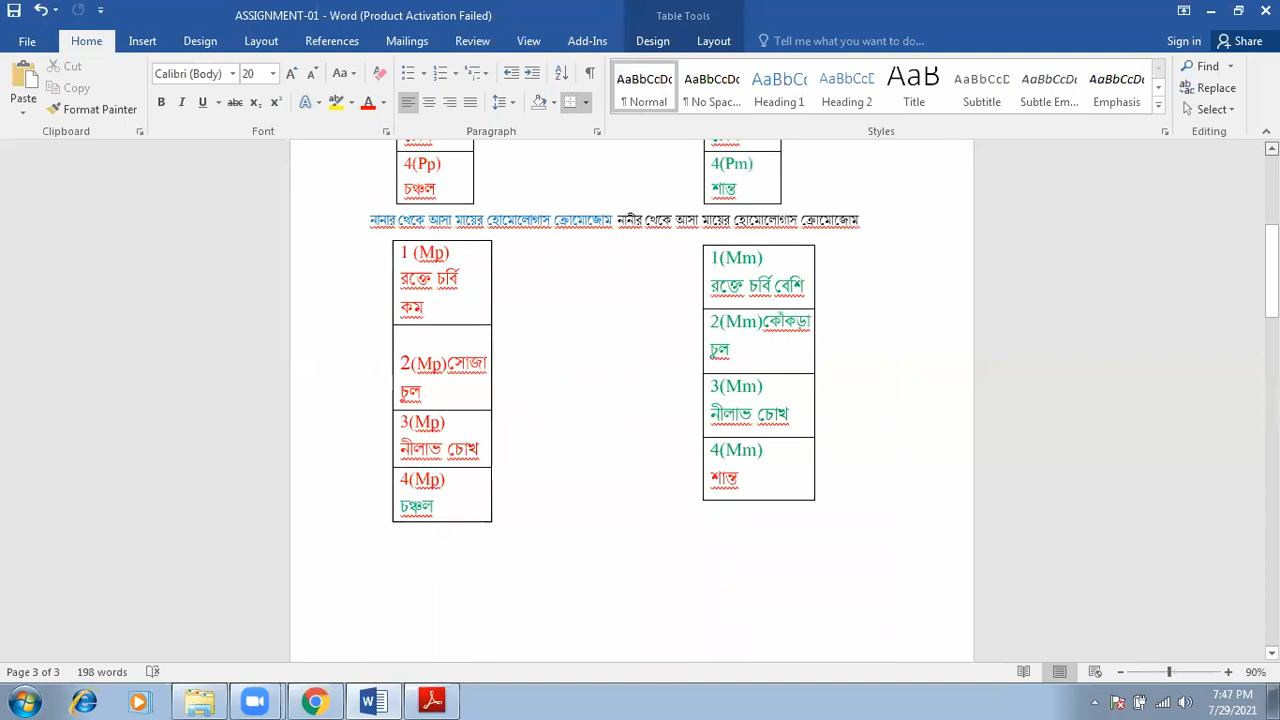 ASSIGNMENT-01 - Word (Product Activation Failed)
Table Tools
File Home Insert Design Layout References Mailings Review View Add-Ins Design Layout Tell me what you want to do... Sign in Share
Cut
Copy
Format Painter
Paste
Calibri (Body) 20
AaBbCcDc AaBbCcDc AaBbCc AaBbCcD AaB AaBbCcD AaBbCcDc AaBbCcDc
¶ Normal ¶ No Spac... Heading 1 Heading 2 Title Subtitle Subtle Em... Emphasis
Find
Replace
Select
Clipboard Font Paragraph Styles Editing
4(Pp)
চঞ্চল
4(Pm)
শান্ত
নানার থেকে আসা মায়ের হোমোলোগাস ক্রোমোজোম নানীর থেকে আসা মায়ের হোমোলোগাস ক্রোমোজোম
1 (Mp)
রক্তে চর্বি
কম
2(Mp)সোজা
চুল
3(Mp)
নীলাভ চোখ
4(Mp)
চঞ্চল
1(Mm)
রক্তে চর্বি বেশি
2(Mm)কোঁকড়া
চুল
3(Mm)
নীলাভ চোখ
4(Mm)
শান্ত
Page 3 of 3 198 words 90%
7:47 PM
7/29/2021